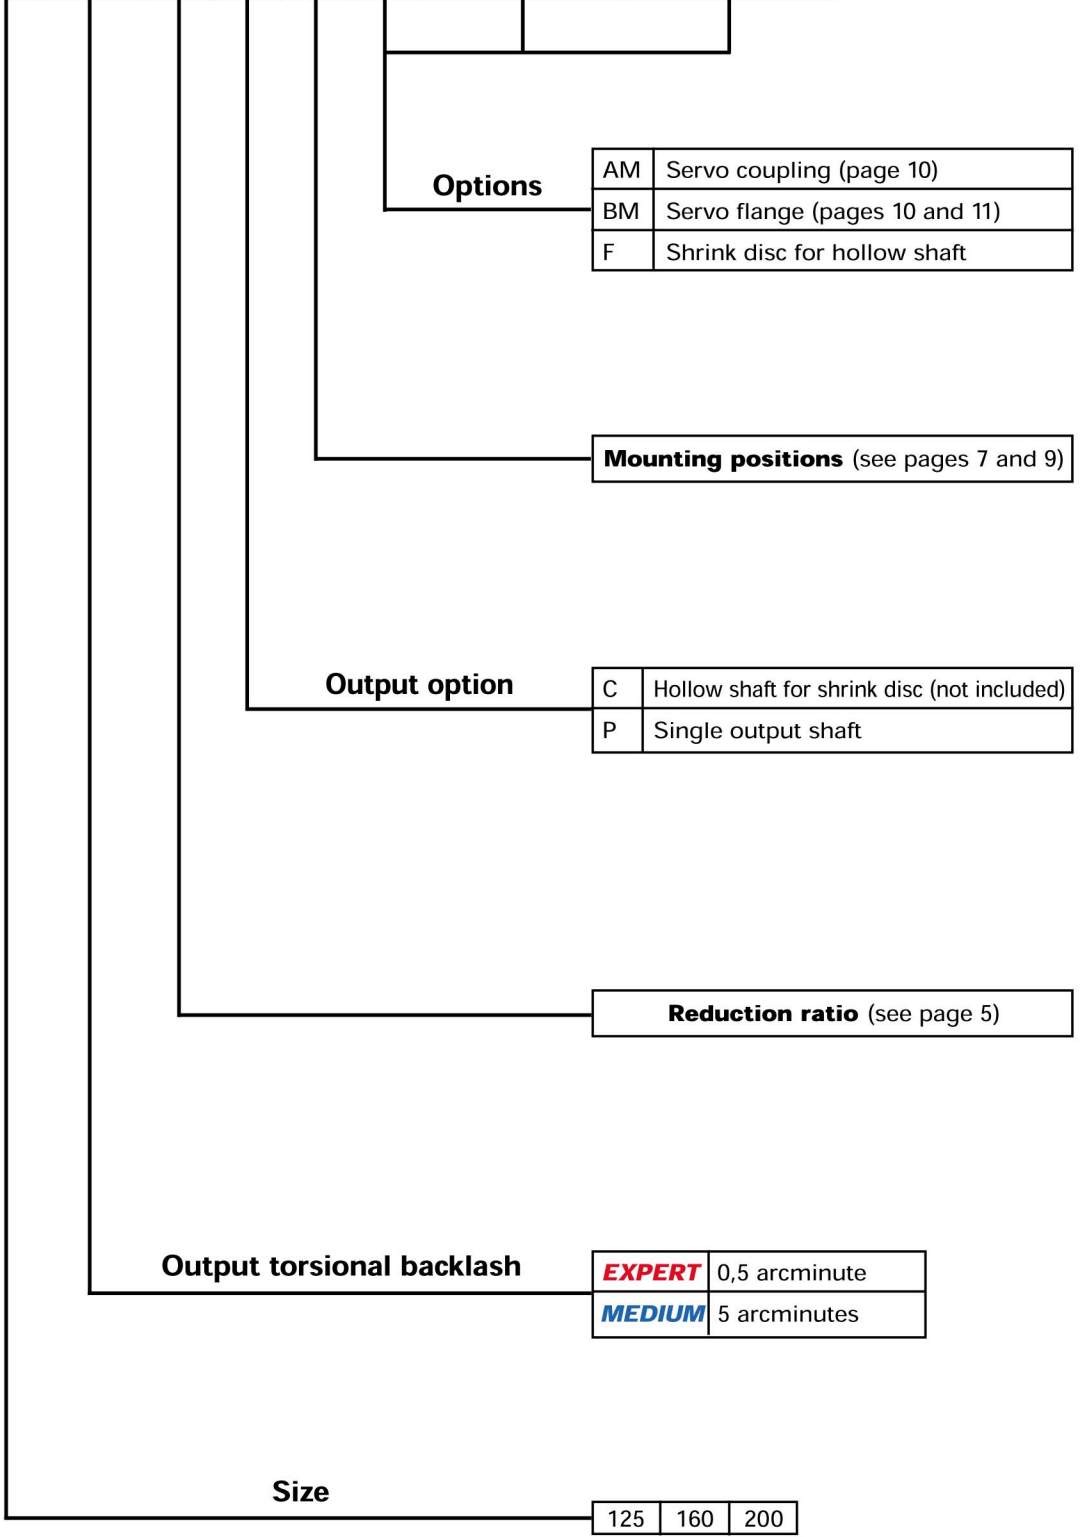 Options
AM Servo coupling (page 10)
BM Servo flange (pages 10 and 11)
F Shrink disc for hollow shaft
Mounting positions (see pages 7 and 9)
Output option
C Hollow shaft for shrink disc (not included)
P Single output shaft
Reduction ratio (see page 5)
Output torsional backlash
EXPERT 0,5 arcminute
MEDIUM 5 arcminutes
Size
125 160 200